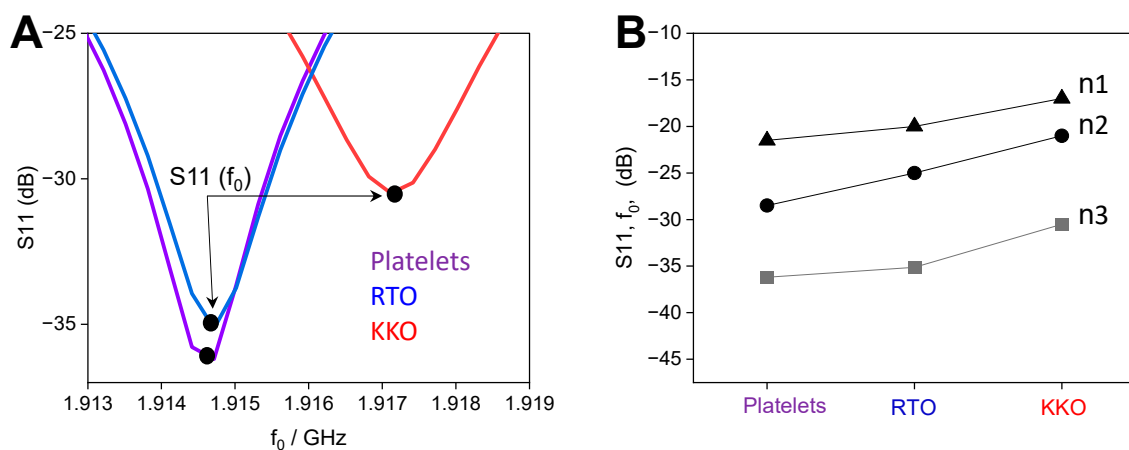 A
−25
−30
−35
S11 (dB)
S11 (f₀)
Platelets
RTO
KKO
1.913 1.914 1.915 1.916 1.917 1.918 1.919
f₀ / GHz
B
−10
−15
−20
−25
−30
−35
−40
−45
S11, f₀, (dB)
n1
n2
n3
Platelets RTO KKO